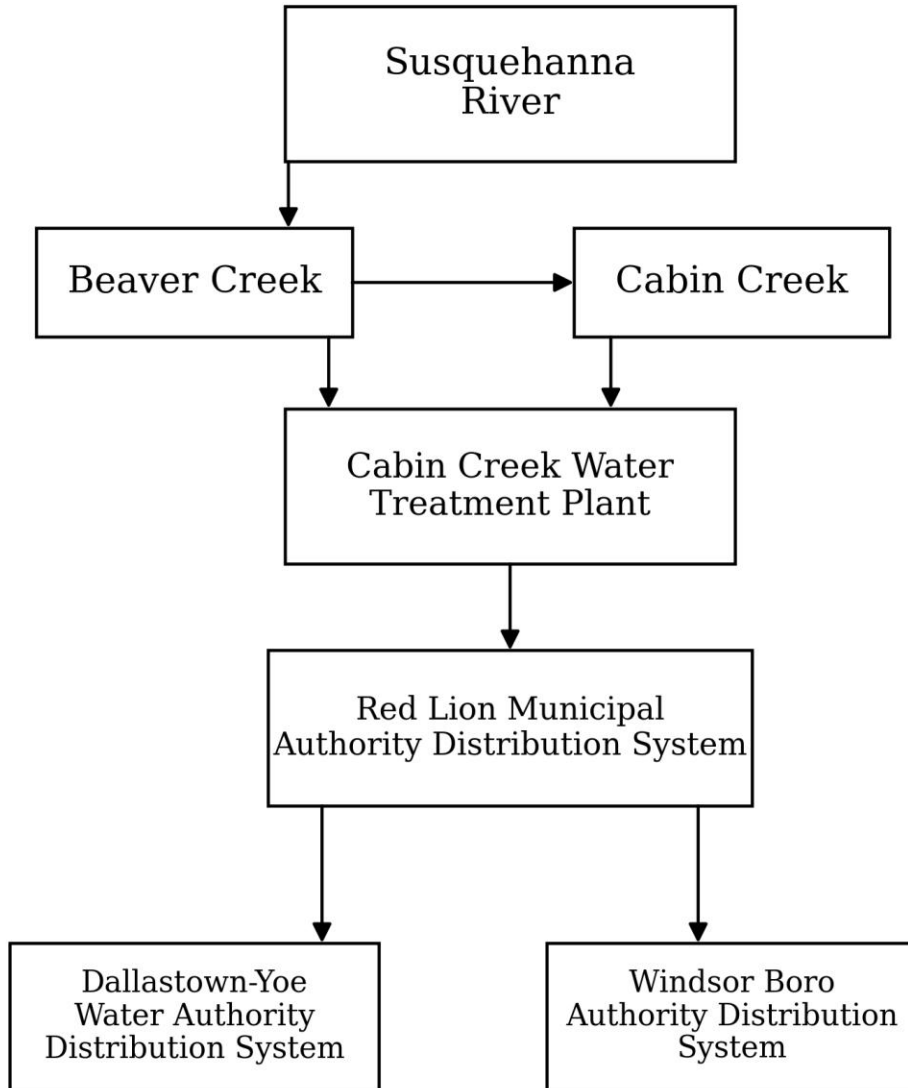 Susquehanna
River
Beaver Creek
Cabin Creek
Cabin Creek Water
Treatment Plant
Red Lion Municipal
Authority Distribution System
Dallastown-Yoe
Water Authority
Distribution System
Windsor Boro
Authority Distribution
System